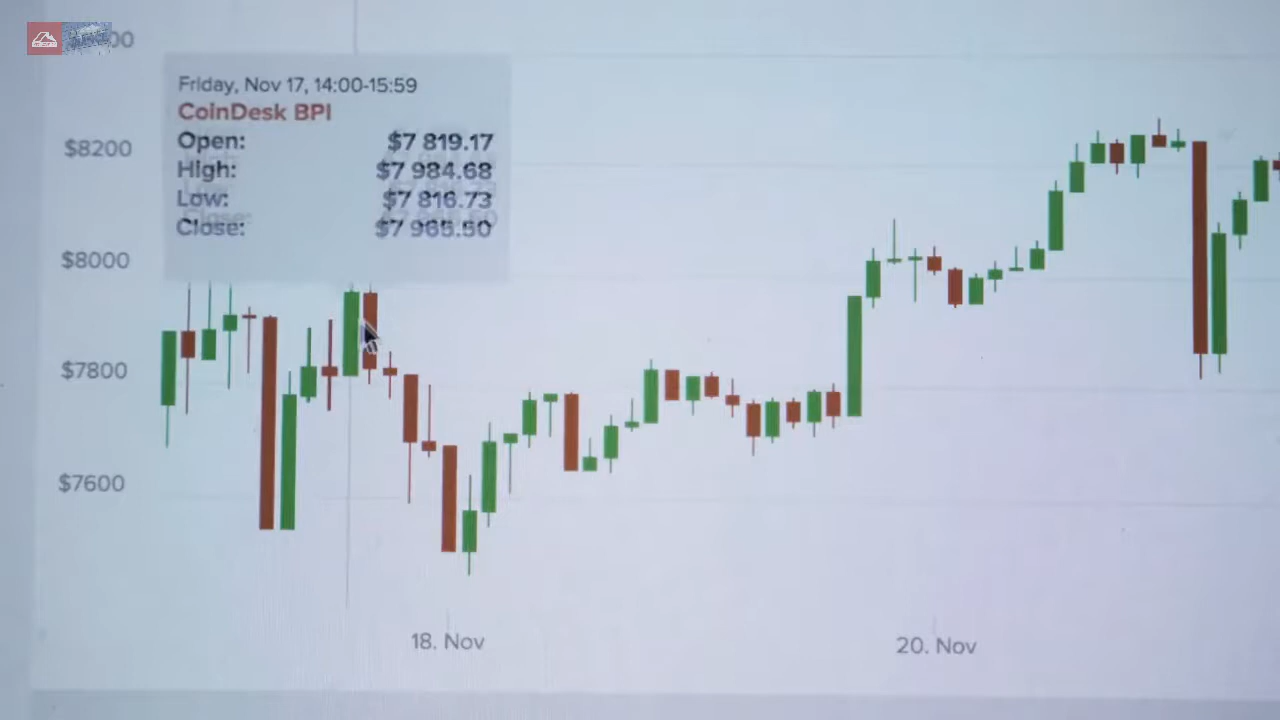 Friday, Nov 17, 14:00-15:59
CoinDesk BPI
Open: $7 819.17
High: $7 984.68
Low: $7 816.73
Close: $7 965.50
$8200
$8000
$7800
$7600
18. Nov
20. Nov